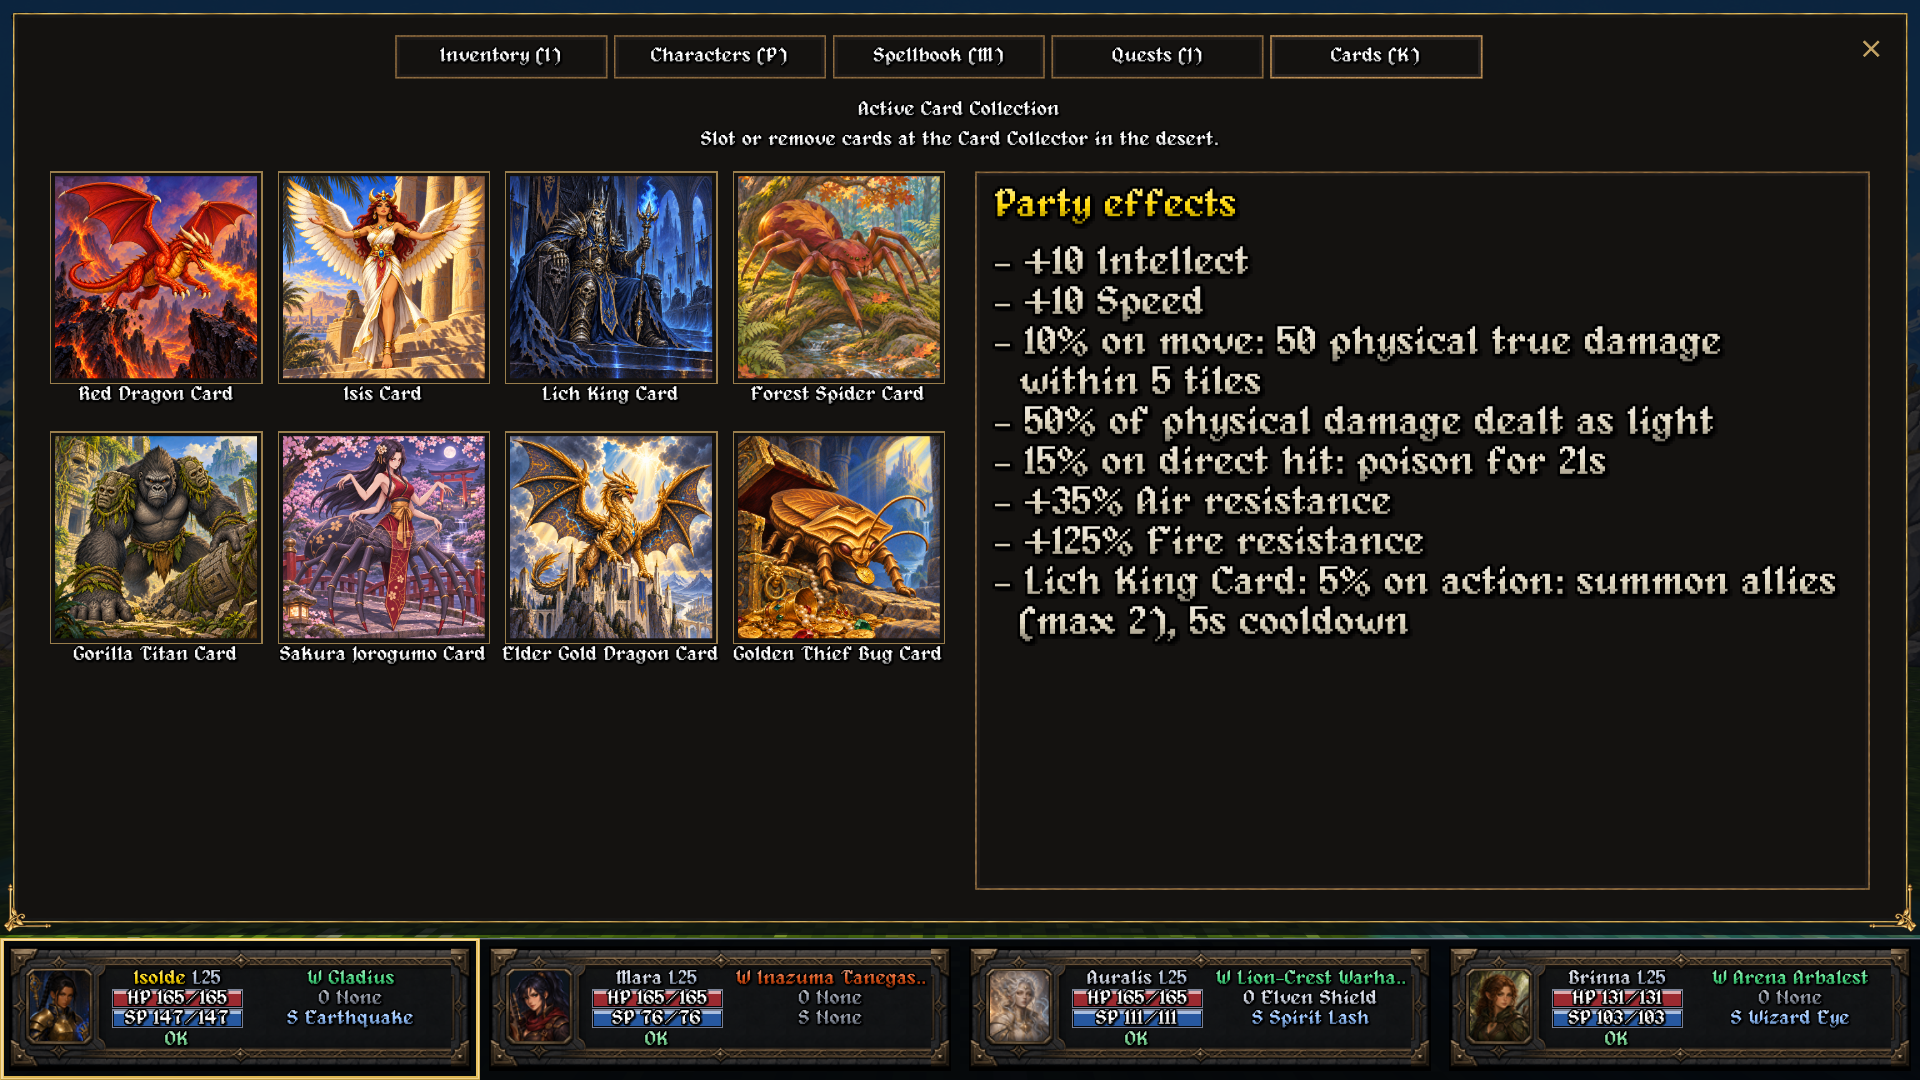 Inventory (I)
Characters (P)
Spellbook (M)
Quests (J)
Cards (K)
×
Active Card Collection
Slot or remove cards at the Card Collector in the desert.
Red Dragon Card
Isis Card
Lich King Card
Forest Spider Card
Gorilla Titan Card
Sakura Jorogumo Card
Elder Gold Dragon Card
Golden Thief Bug Card
Party effects
- +10 Intellect
- +10 Speed
- 10% on move: 50 physical true damage
within 5 tiles
- 50% of physical damage dealt as light
- 15% on direct hit: poison for 21s
- +35% Air resistance
- +125% Fire resistance
- Lich King Card: 5% on action: summon allies
(max 2), 5s cooldown
Isolde L25
HP 165/165
SP 147/147
OK
W Gladius
O None
S Earthquake
Mara L25
HP 165/165
SP 76/76
OK
W Inazuma Tanegas..
O None
S None
Auralis L25
HP 165/165
SP 111/111
OK
W Lion-Crest Warha..
O Elven Shield
S Spirit Lash
Brinna L25
HP 131/131
SP 103/103
OK
W Arena Arbalest
O None
S Wizard Eye